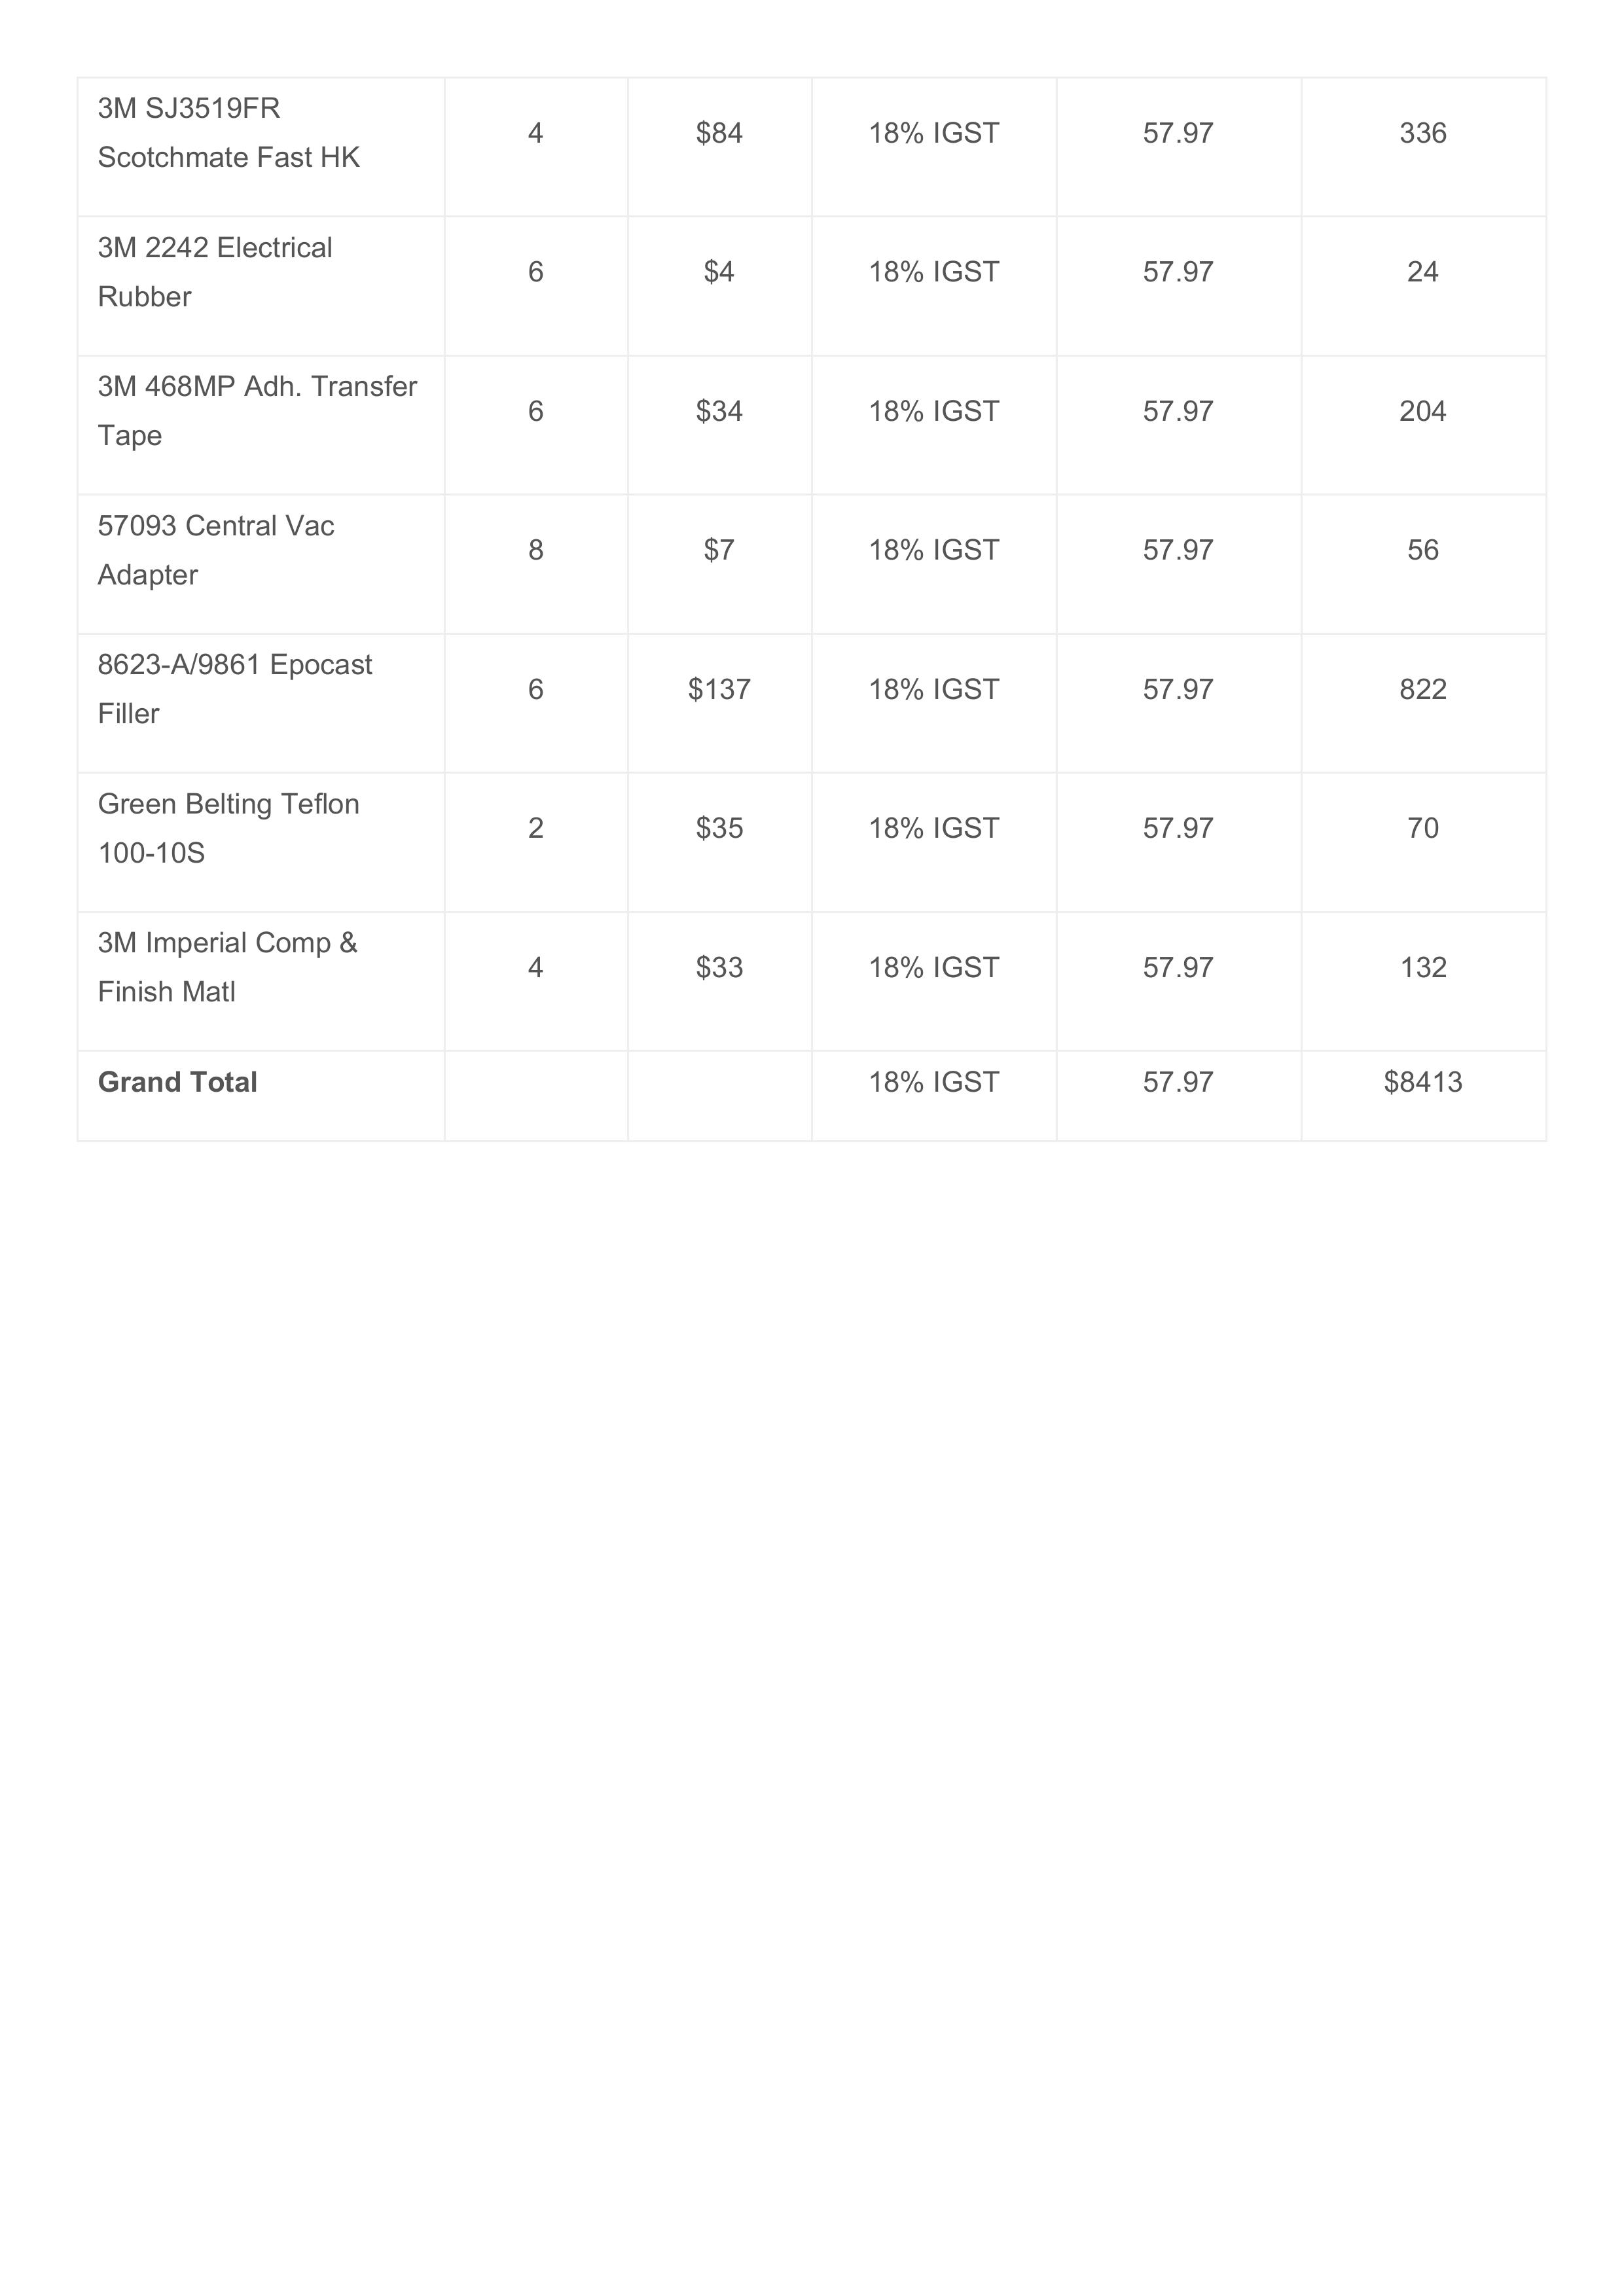 3M SJ3519FR
Scotchmate Fast HK
4 $84 18% IGST 57.97 336
3M 2242 Electrical
Rubber
6 $4 18% IGST 57.97 24
3M 468MP Adh. Transfer
Tape
6 $34 18% IGST 57.97 204
57093 Central Vac
Adapter
8 $7 18% IGST 57.97 56
8623-A/9861 Epocast
Filler
6 $137 18% IGST 57.97 822
Green Belting Teflon
100-10S
2 $35 18% IGST 57.97 70
3M Imperial Comp &
Finish Matl
4 $33 18% IGST 57.97 132
Grand Total 18% IGST 57.97 $8413